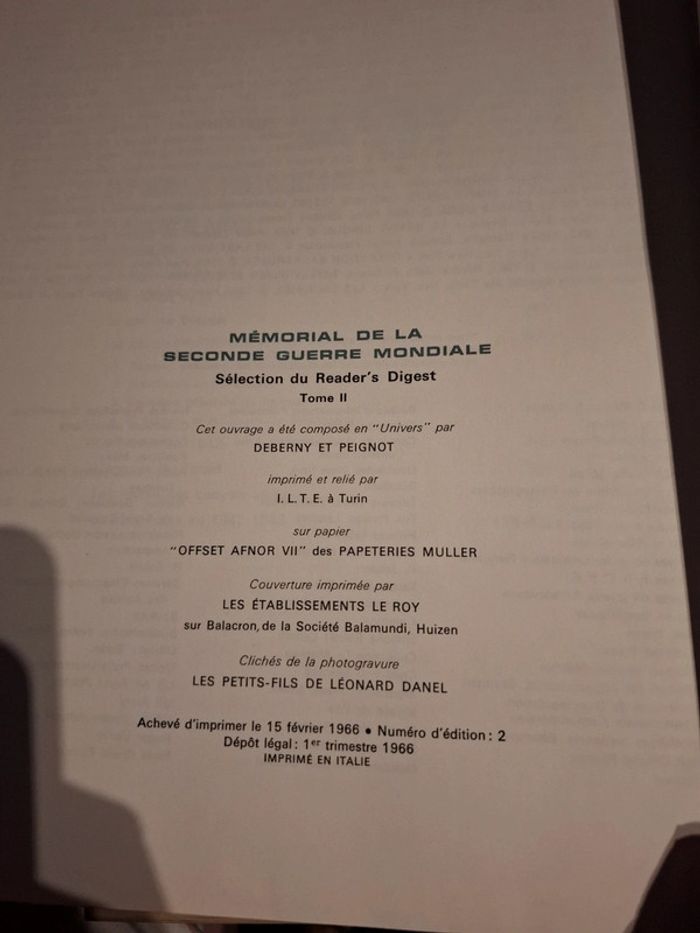 MÉMORIAL DE LA
SECONDE GUERRE MONDIALE
Sélection du Reader's Digest
Tome II
Cet ouvrage a été composé en "Univers" par
DEBERNY ET PEIGNOT
imprimé et relié par
I. L. T. E. à Turin
sur papier
"OFFSET AFNOR VII" des PAPETERIES MULLER
Couverture imprimée par
LES ÉTABLISSEMENTS LE ROY
sur Balacron, de la Société Balamundi, Huizen
Clichés de la photogravure
LES PETITS-FILS DE LÉONARD DANEL
Achevé d'imprimer le 15 février 1966 • Numéro d'édition : 2
Dépôt légal : 1er trimestre 1966
IMPRIMÉ EN ITALIE